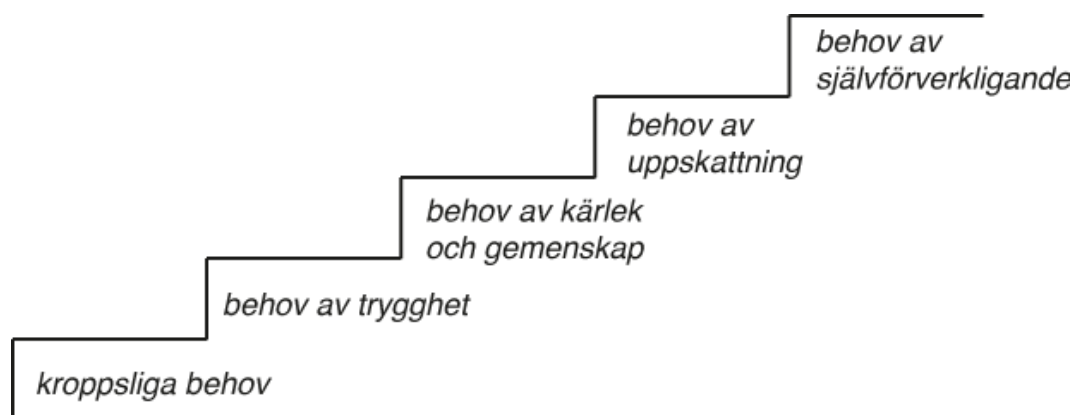 behov av
självförverkligande
behov av
uppskattning
behov av kärlek
och gemenskap
behov av trygghet
kroppsliga behov